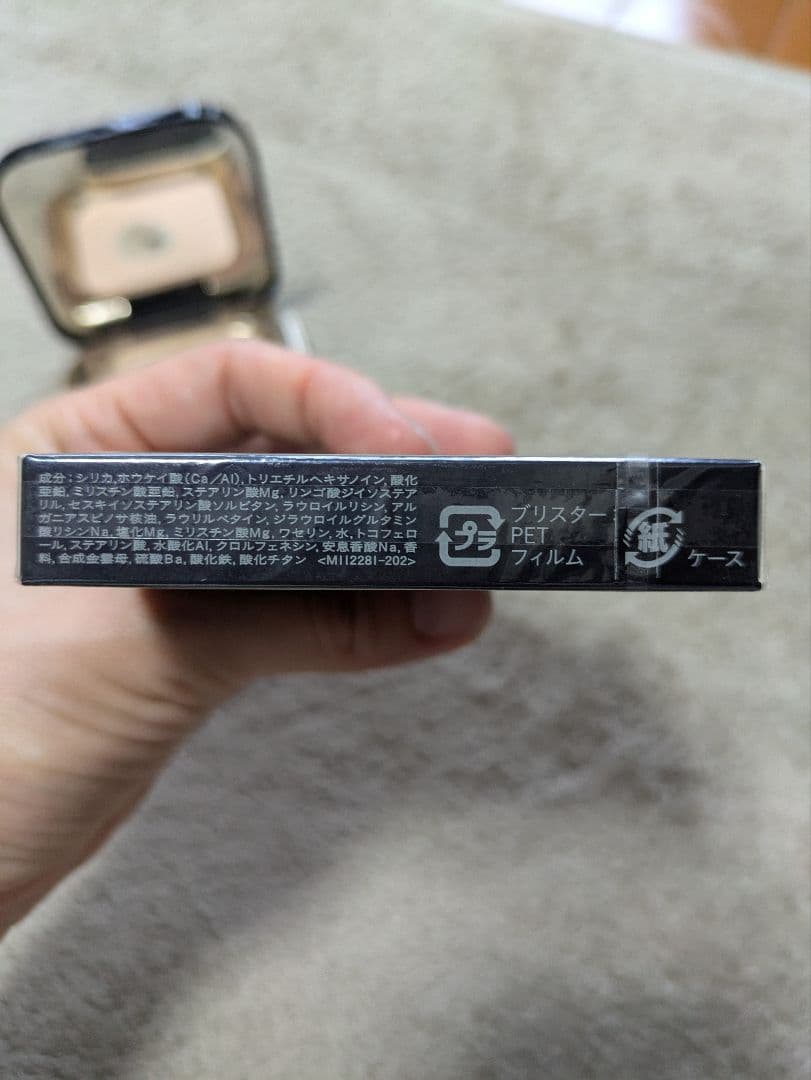 成分:シリカ,ホウケイ酸(Ca/Al),トリエチルヘキサノイン,酸化
亜鉛,ミリスチン酸亜鉛,ステアリン酸Mg,リンゴ酸ジイソステア
リル,セスキイソステアリン酸ソルビタン,ラウロイルリシン,アル
ガニアスピノサ核油,ラウリルベタイン,ジラウロイルグルタミン
酸リシンNa,塩化Mg,ミリスチン酸Mg,ワセリン,水,トコフェロ
ール,ステアリン酸,水酸化Al,クロルフェネシン,安息香酸Na,香
料,合成金雲母,硫酸Ba,酸化鉄,酸化チタン <MII2281-202>
プラ
ブリスター
PET
フィルム
紙
ケース